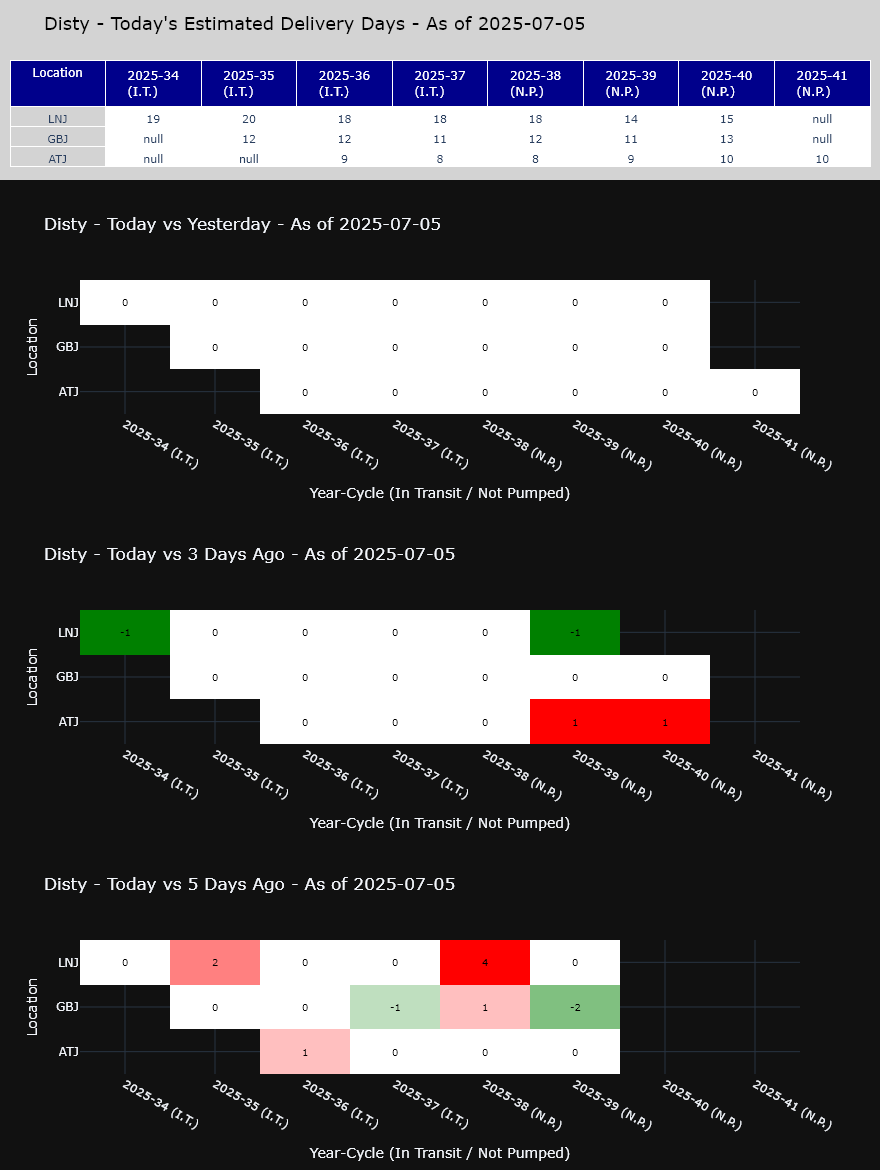 Disty - Today's Estimated Delivery Days - As of 2025-07-05
Location 2025-34 (I.T.) 2025-35 (I.T.) 2025-36 (I.T.) 2025-37 (I.T.) 2025-38 (N.P.) 2025-39 (N.P.) 2025-40 (N.P.) 2025-41 (N.P.)
LNJ 19 20 18 18 18 14 15 null
GBJ null 12 12 11 12 11 13 null
ATJ null null 9 8 8 9 10 10
Disty - Today vs Yesterday - As of 2025-07-05
Location
LNJ 0 0 0 0 0 0 0
GBJ 0 0 0 0 0 0
ATJ 0 0 0 0 0 0
2025-34 (I.T.) 2025-35 (I.T.) 2025-36 (I.T.) 2025-37 (I.T.) 2025-38 (N.P.) 2025-39 (N.P.) 2025-40 (N.P.) 2025-41 (N.P.)
Year-Cycle (In Transit / Not Pumped)
Disty - Today vs 3 Days Ago - As of 2025-07-05
Location
LNJ -1 0 0 0 0 -1
GBJ 0 0 0 0 0 0
ATJ 0 0 0 1 1
2025-34 (I.T.) 2025-35 (I.T.) 2025-36 (I.T.) 2025-37 (I.T.) 2025-38 (N.P.) 2025-39 (N.P.) 2025-40 (N.P.) 2025-41 (N.P.)
Year-Cycle (In Transit / Not Pumped)
Disty - Today vs 5 Days Ago - As of 2025-07-05
Location
LNJ 0 2 0 0 4 0
GBJ 0 0 -1 1 -2
ATJ 1 0 0 0
2025-34 (I.T.) 2025-35 (I.T.) 2025-36 (I.T.) 2025-37 (I.T.) 2025-38 (N.P.) 2025-39 (N.P.) 2025-40 (N.P.) 2025-41 (N.P.)
Year-Cycle (In Transit / Not Pumped)